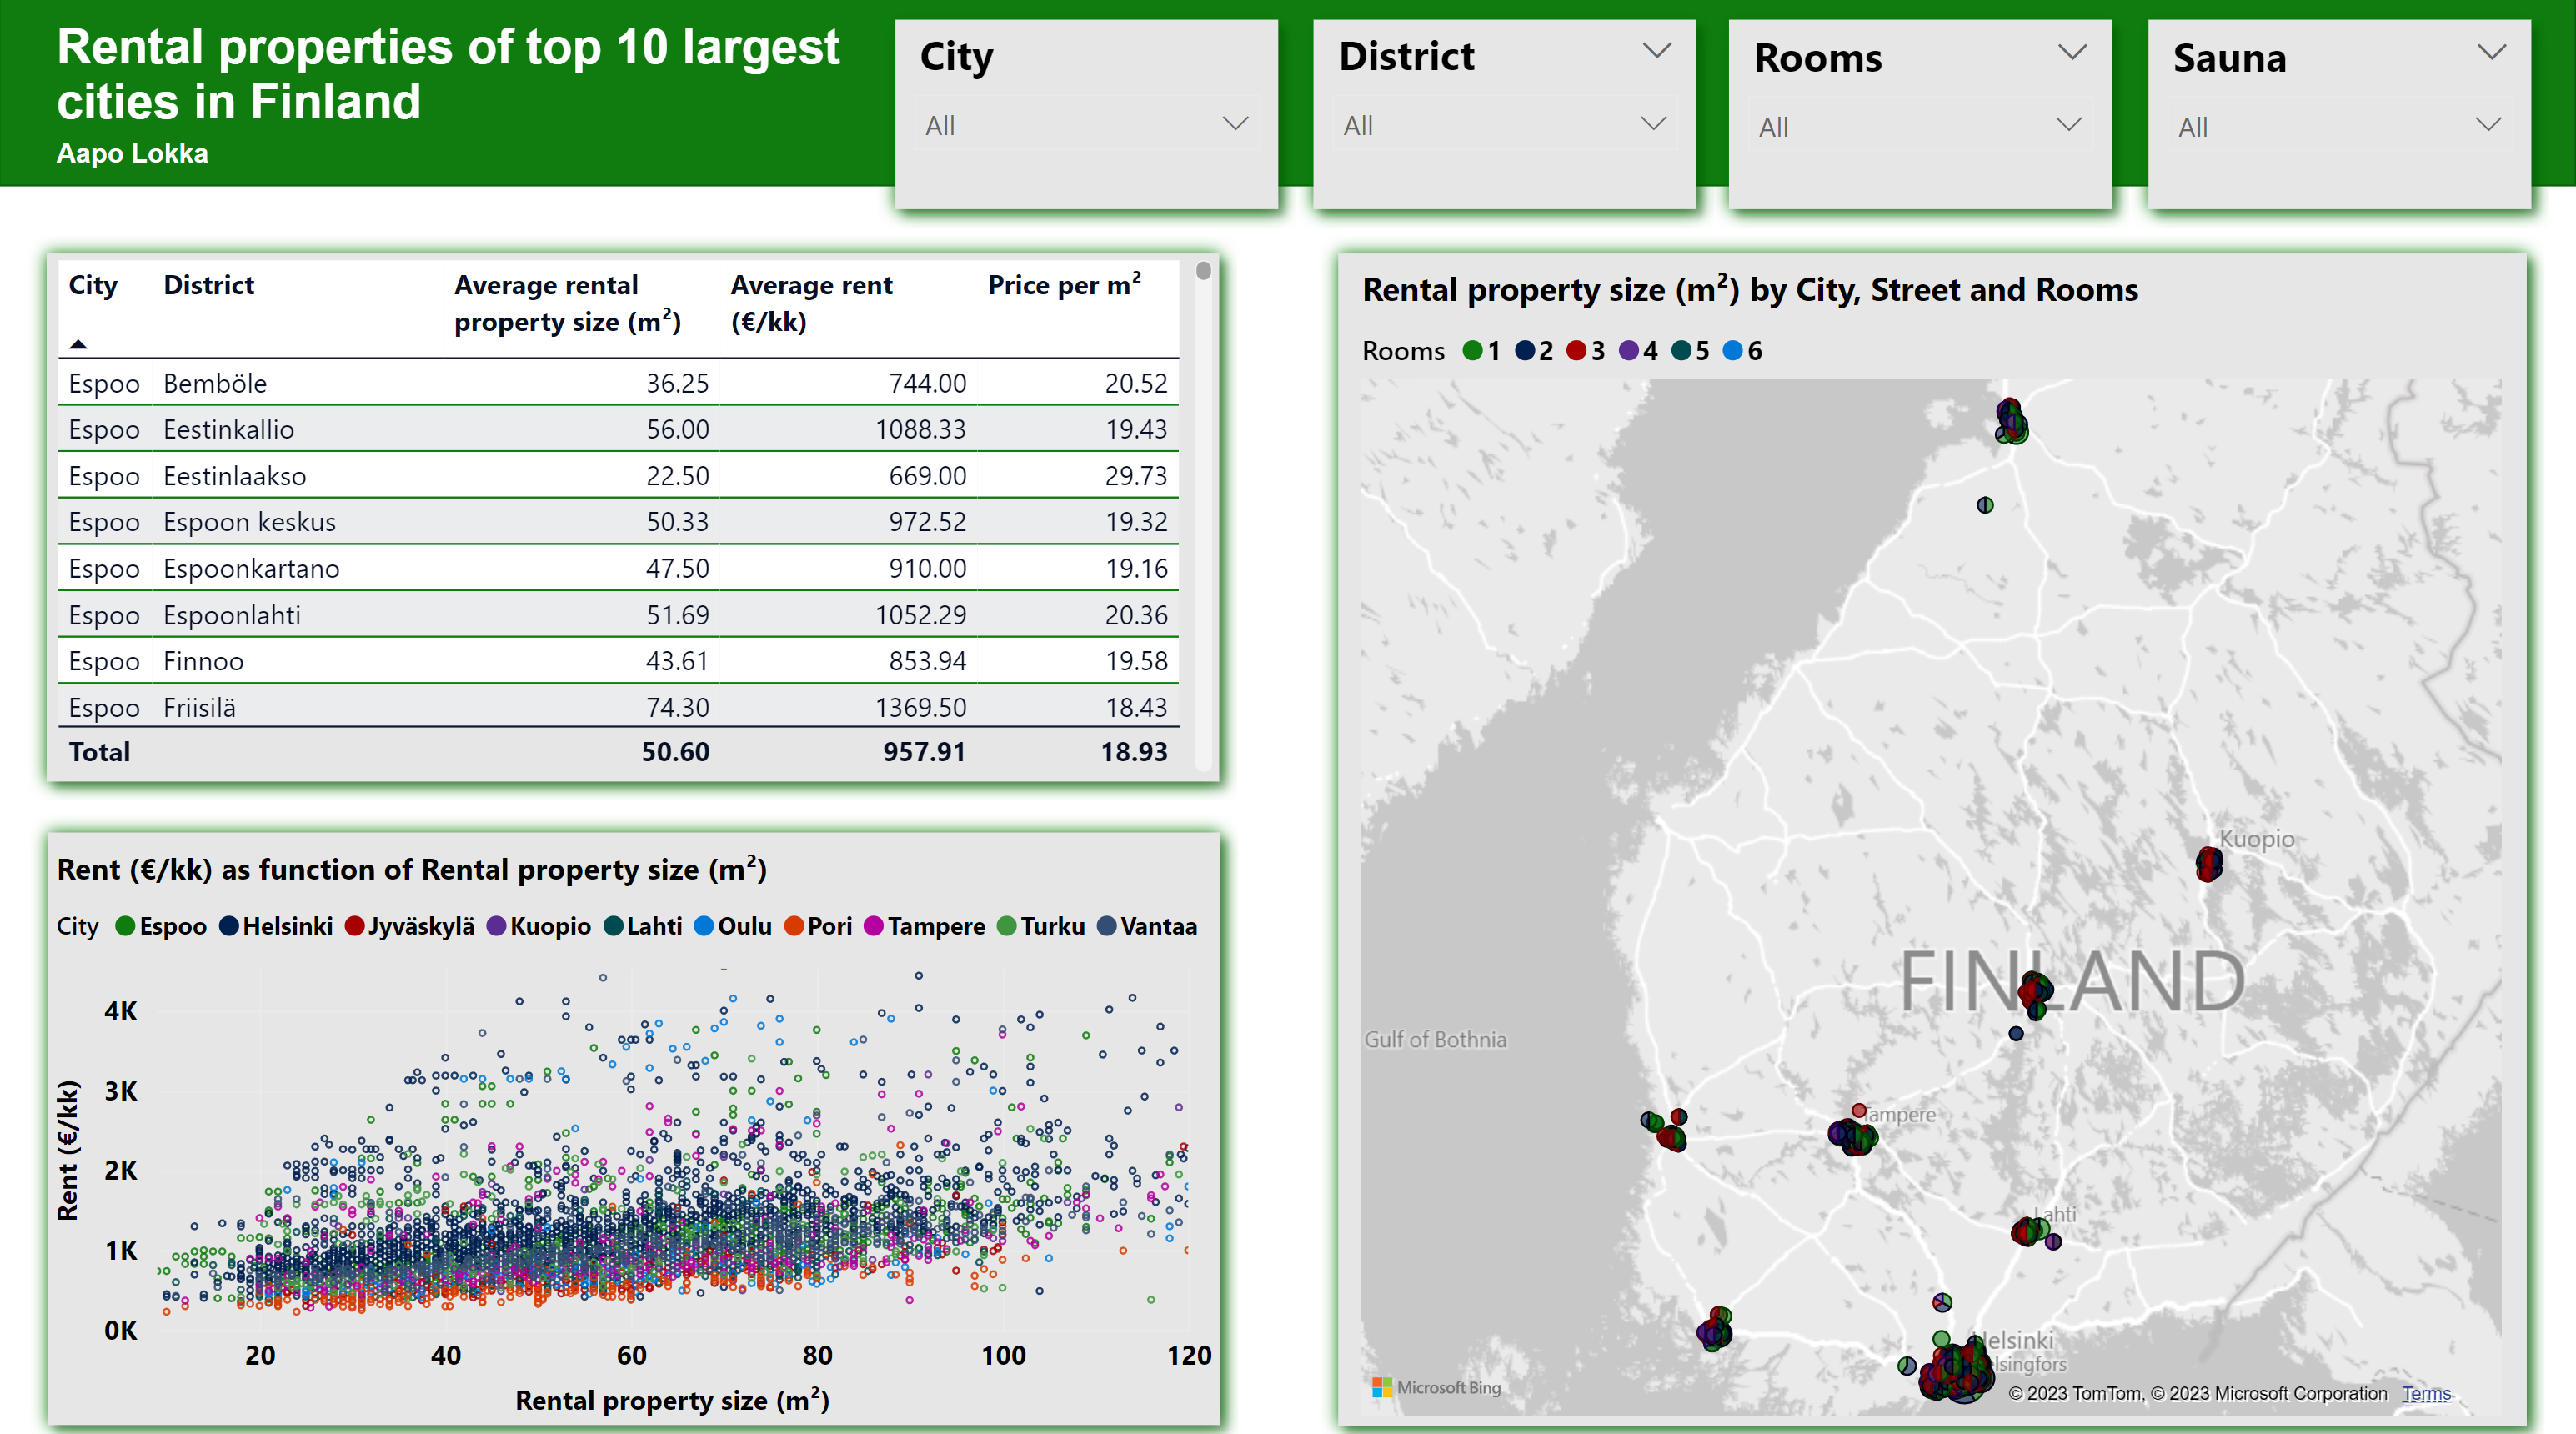 Rental properties of top 10 largest
cities in Finland
Aapo Lokka
City
All
District
All
Rooms
All
Sauna
All
City District Average rental property size (m²) Average rent (€/kk) Price per m²
Espoo Bemböle 36.25 744.00 20.52
Espoo Eestinkallio 56.00 1088.33 19.43
Espoo Eestinlaakso 22.50 669.00 29.73
Espoo Espoon keskus 50.33 972.52 19.32
Espoo Espoonkartano 47.50 910.00 19.16
Espoo Espoonlahti 51.69 1052.29 20.36
Espoo Finnoo 43.61 853.94 19.58
Espoo Friisilä 74.30 1369.50 18.43
Total 50.60 957.91 18.93
Rent (€/kk) as function of Rental property size (m²)
City Espoo Helsinki Jyväskylä Kuopio Lahti Oulu Pori Tampere Turku Vantaa
Rent (€/kk)
4K
3K
2K
1K
0K
20 40 60 80 100 120
Rental property size (m²)
Rental property size (m²) by City, Street and Rooms
Rooms 1 2 3 4 5 6
Kuopio
FINLAND
Gulf of Bothnia
Tampere
Lahti
Helsinki
elsingfors
Microsoft Bing
© 2023 TomTom, © 2023 Microsoft Corporation Terms